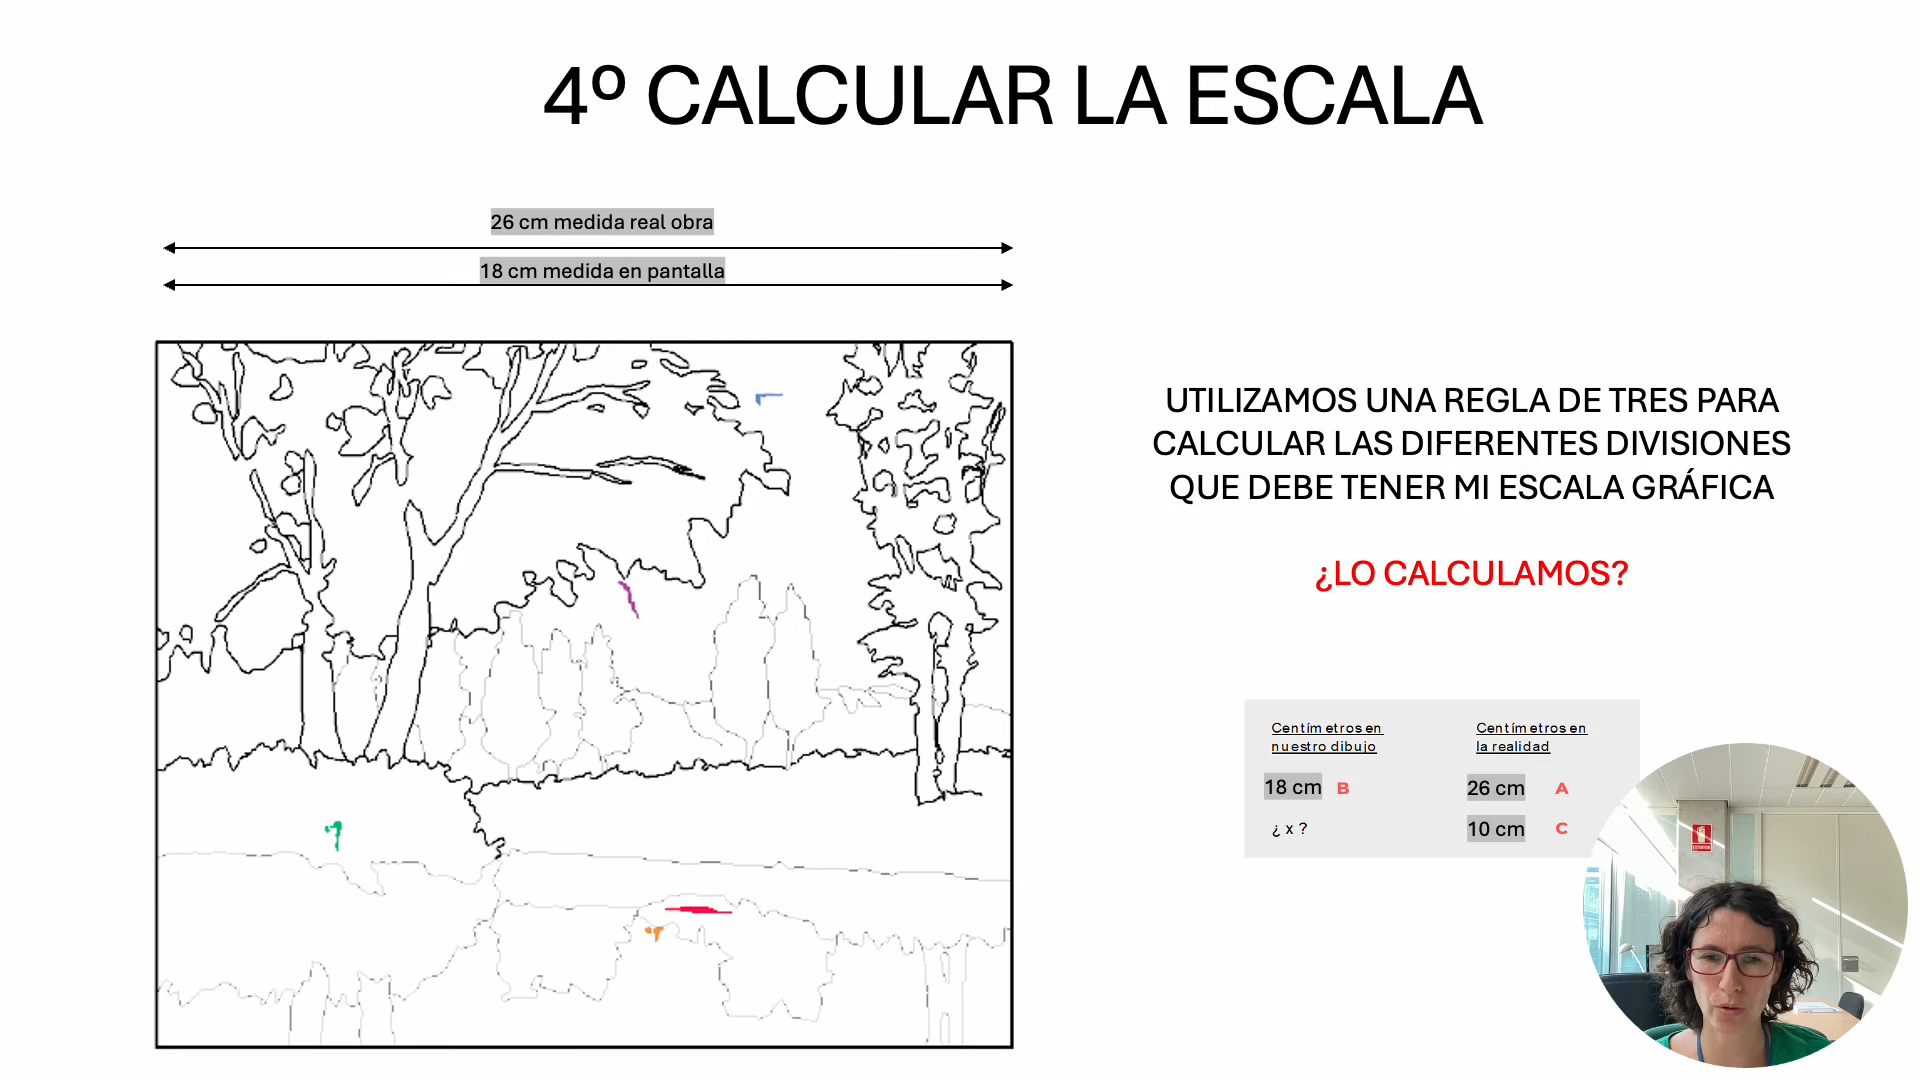 4º CALCULAR LA ESCALA
26 cm medida real obra
18 cm medida en pantalla
UTILIZAMOS UNA REGLA DE TRES PARA
CALCULAR LAS DIFERENTES DIVISIONES
QUE DEBE TENER MI ESCALA GRÁFICA
¿LO CALCULAMOS?
Centímetros en
nuestro dibujo
Centímetros en
la realidad
18 cm B
26 cm A
¿ x ?
10 cm C